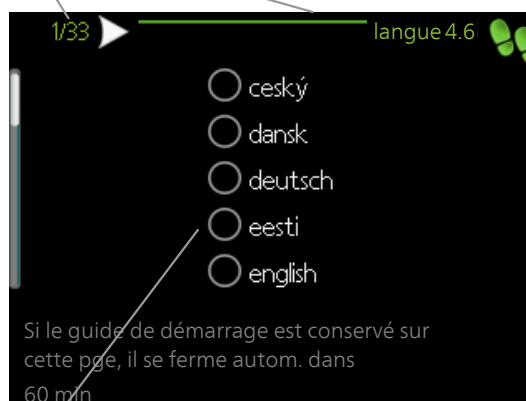 1/33 langue 4.6
ceský
dansk
deutsch
eesti
english
Si le guide de démarrage est conservé sur
cette pge, il se ferme autom. dans
60 min